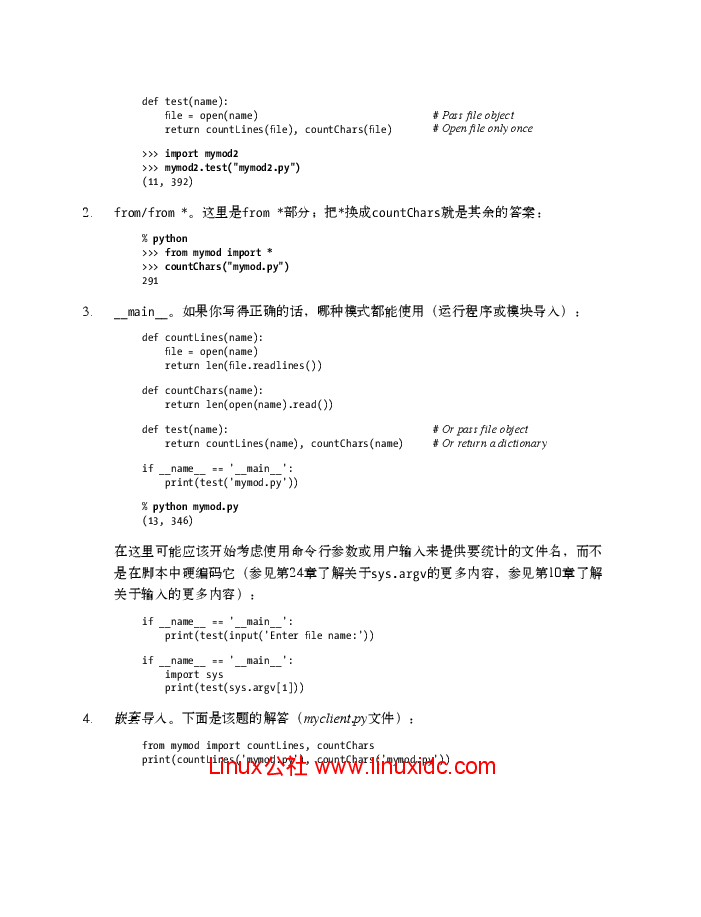 def test(name):
    file = open(name)                              # Pass file object
    return countLines(file), countChars(file)      # Open file only once
>>> import mymod2
>>> mymod2.test("mymod2.py")
(11, 392)
2. from/from *。这里是from *部分；把*换成countChars就是其余的答案：
% python
>>> from mymod import *
>>> countChars("mymod.py")
291
3. __main__。如果你写得正确的话，哪种模式都能使用（运行程序或模块导入）：
def countLines(name):
    file = open(name)
    return len(file.readlines())
def countChars(name):
    return len(open(name).read())
def test(name):                                    # Or pass file object
    return countLines(name), countChars(name)      # Or return a dictionary
if __name__ == '__main__':
    print(test('mymod.py'))
% python mymod.py
(13, 346)
在这里可能应该开始考虑使用命令行参数或用户输入来提供要统计的文件名，而不
是在脚本中硬编码它（参见第24章了解关于sys.argv的更多内容，参见第10章了解
关于输入的更多内容）：
if __name__ == '__main__':
    print(test(input('Enter file name:'))
if __name__ == '__main__':
    import sys
    print(test(sys.argv[1]))
4. 嵌套导入。下面是该题的解答（myclient.py文件）：
from mymod import countLines, countChars
print(countLines('mymod.py'), countChars('mymod.py'))
Linux公社 www.linuxidc.com